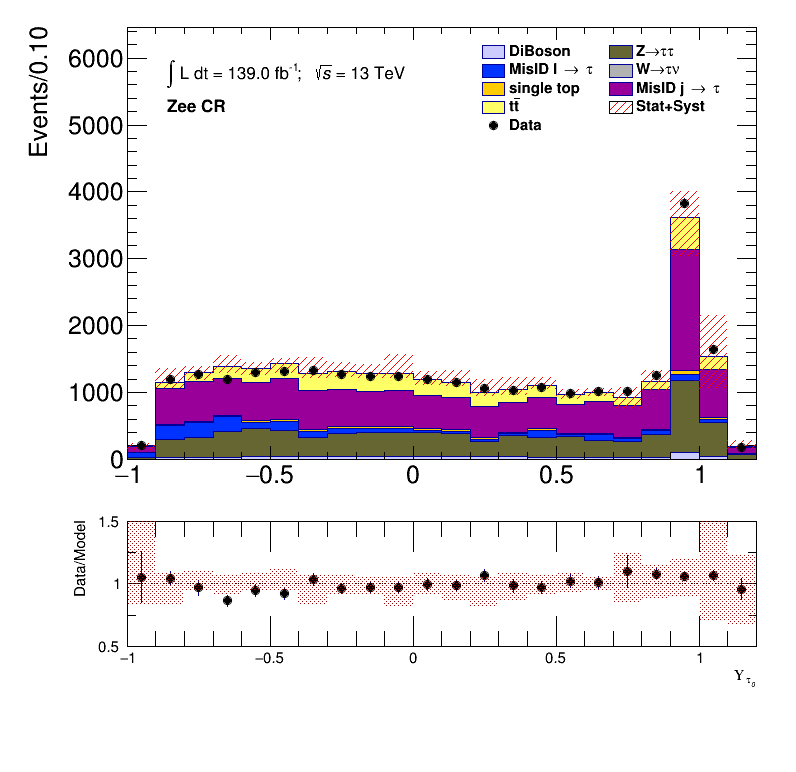 Events/0.10
6000
5000
4000
3000
2000
1000
0
∫ L dt = 139.0 fb⁻¹; √s = 13 TeV
Zee CR
DiBoson
Z→ττ
MisID l → τ
W→τν
single top
MisID j → τ
tt̅
Stat+Syst
Data
−1 −0.5 0 0.5 1
Data/Model
1.5
1
0.5
−1 −0.5 0 0.5 1